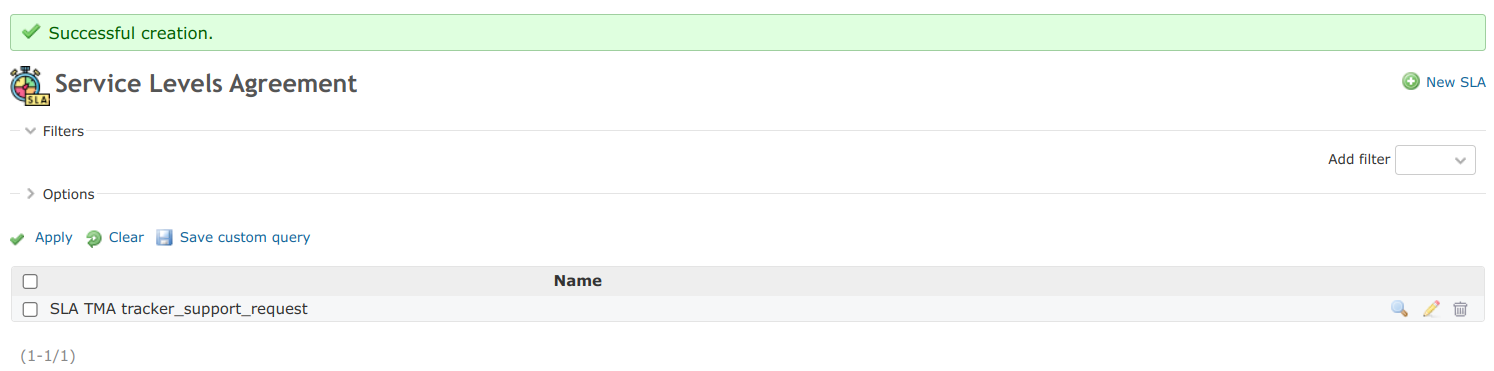 Successful creation.
SLA
Service Levels Agreement
New SLA
Filters
Add filter
Options
Apply Clear Save custom query
Name
SLA TMA tracker_support_request
(1-1/1)